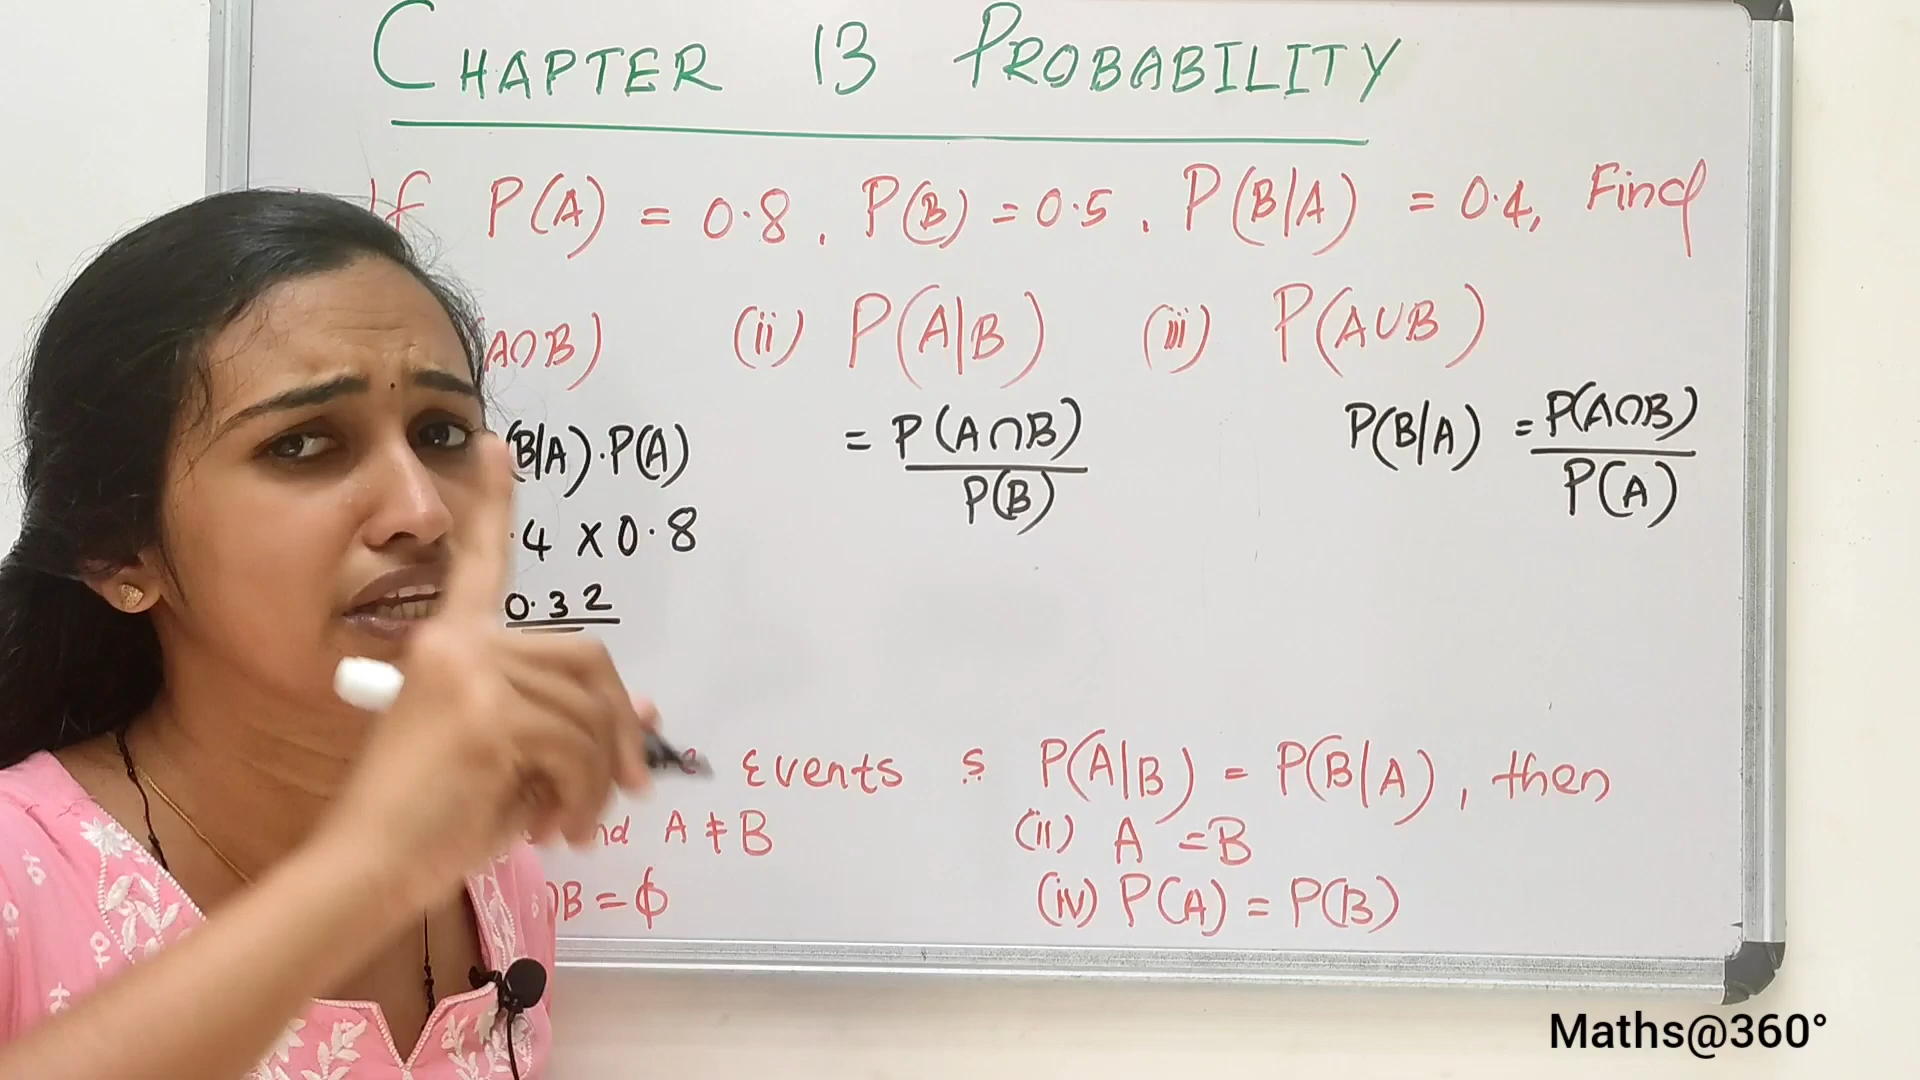 CHAPTER 13 PROBABILITY
If P(A) = 0.8, P(B) = 0.5, P(B|A) = 0.4, Find
A∩B) (ii) P(A|B) (iii) P(A∪B)
(B|A)·P(A) = P(A∩B)/P(B) P(B|A) = P(A∩B)/P(A)
.4 × 0.8
0.32
Events P(A|B) = P(B|A), then
A ≠ B (ii) A = B
∩B = ϕ (iv) P(A) = P(B)
Maths@360°